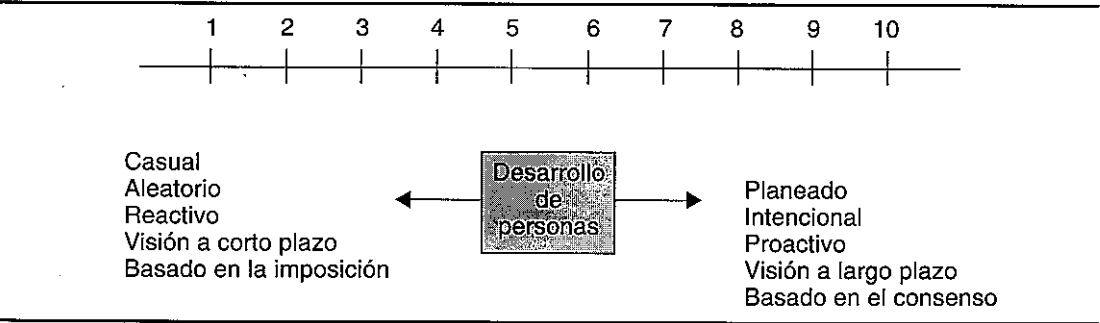 1 2 3 4 5 6 7 8 9 10
Casual
Aleatorio
Reactivo
Visión a corto plazo
Basado en la imposición
Desarrollo
de
personas
Planeado
Intencional
Proactivo
Visión a largo plazo
Basado en el consenso